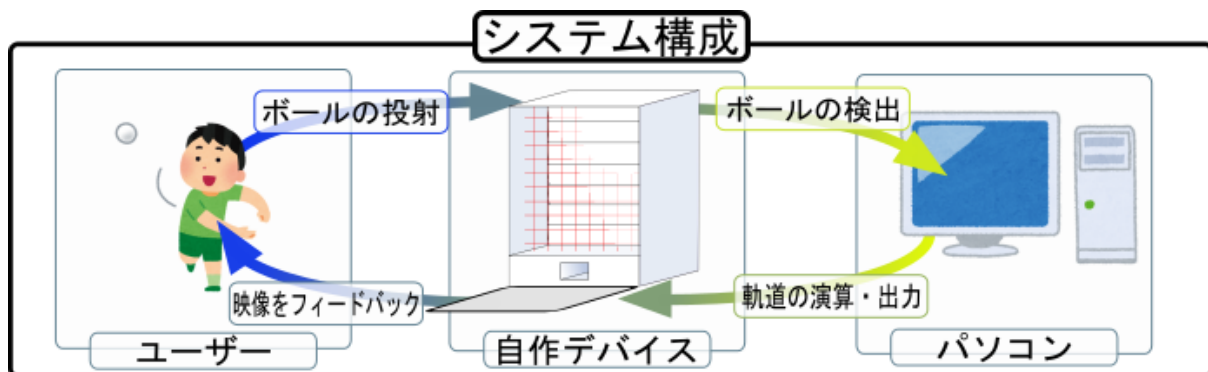 システム構成
ボールの投射
ボールの検出
映像をフィードバック
軌道の演算・出力
ユーザー
自作デバイス
パソコン